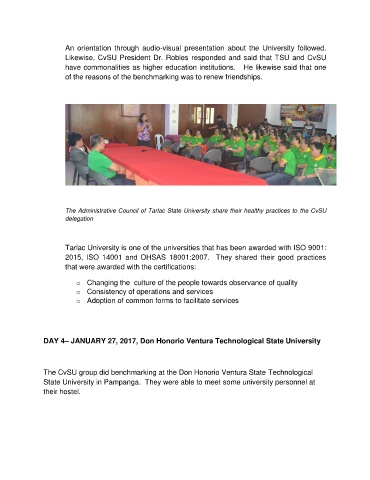 An orientation through audio-visual presentation about the University followed.
Likewise, CvSU President Dr. Robles responded and said that TSU and CvSU
have commonalities as higher education institutions. He likewise said that one
of the reasons of the benchmarking was to renew friendships.
The Administrative Council of Tarlac State University share their healthy practices to the CvSU
delegation
Tarlac University is one of the universities that has been awarded with ISO 9001:
2015, ISO 14001 and OHSAS 18001:2007. They shared their good practices
that were awarded with the certifications:
o Changing the culture of the people towards observance of quality
o Consistency of operations and services
o Adoption of common forms to facilitate services
DAY 4– JANUARY 27, 2017, Don Honorio Ventura Technological State University
The CvSU group did benchmarking at the Don Honorio Ventura State Technological
State University in Pampanga. They were able to meet some university personnel at
their hostel.